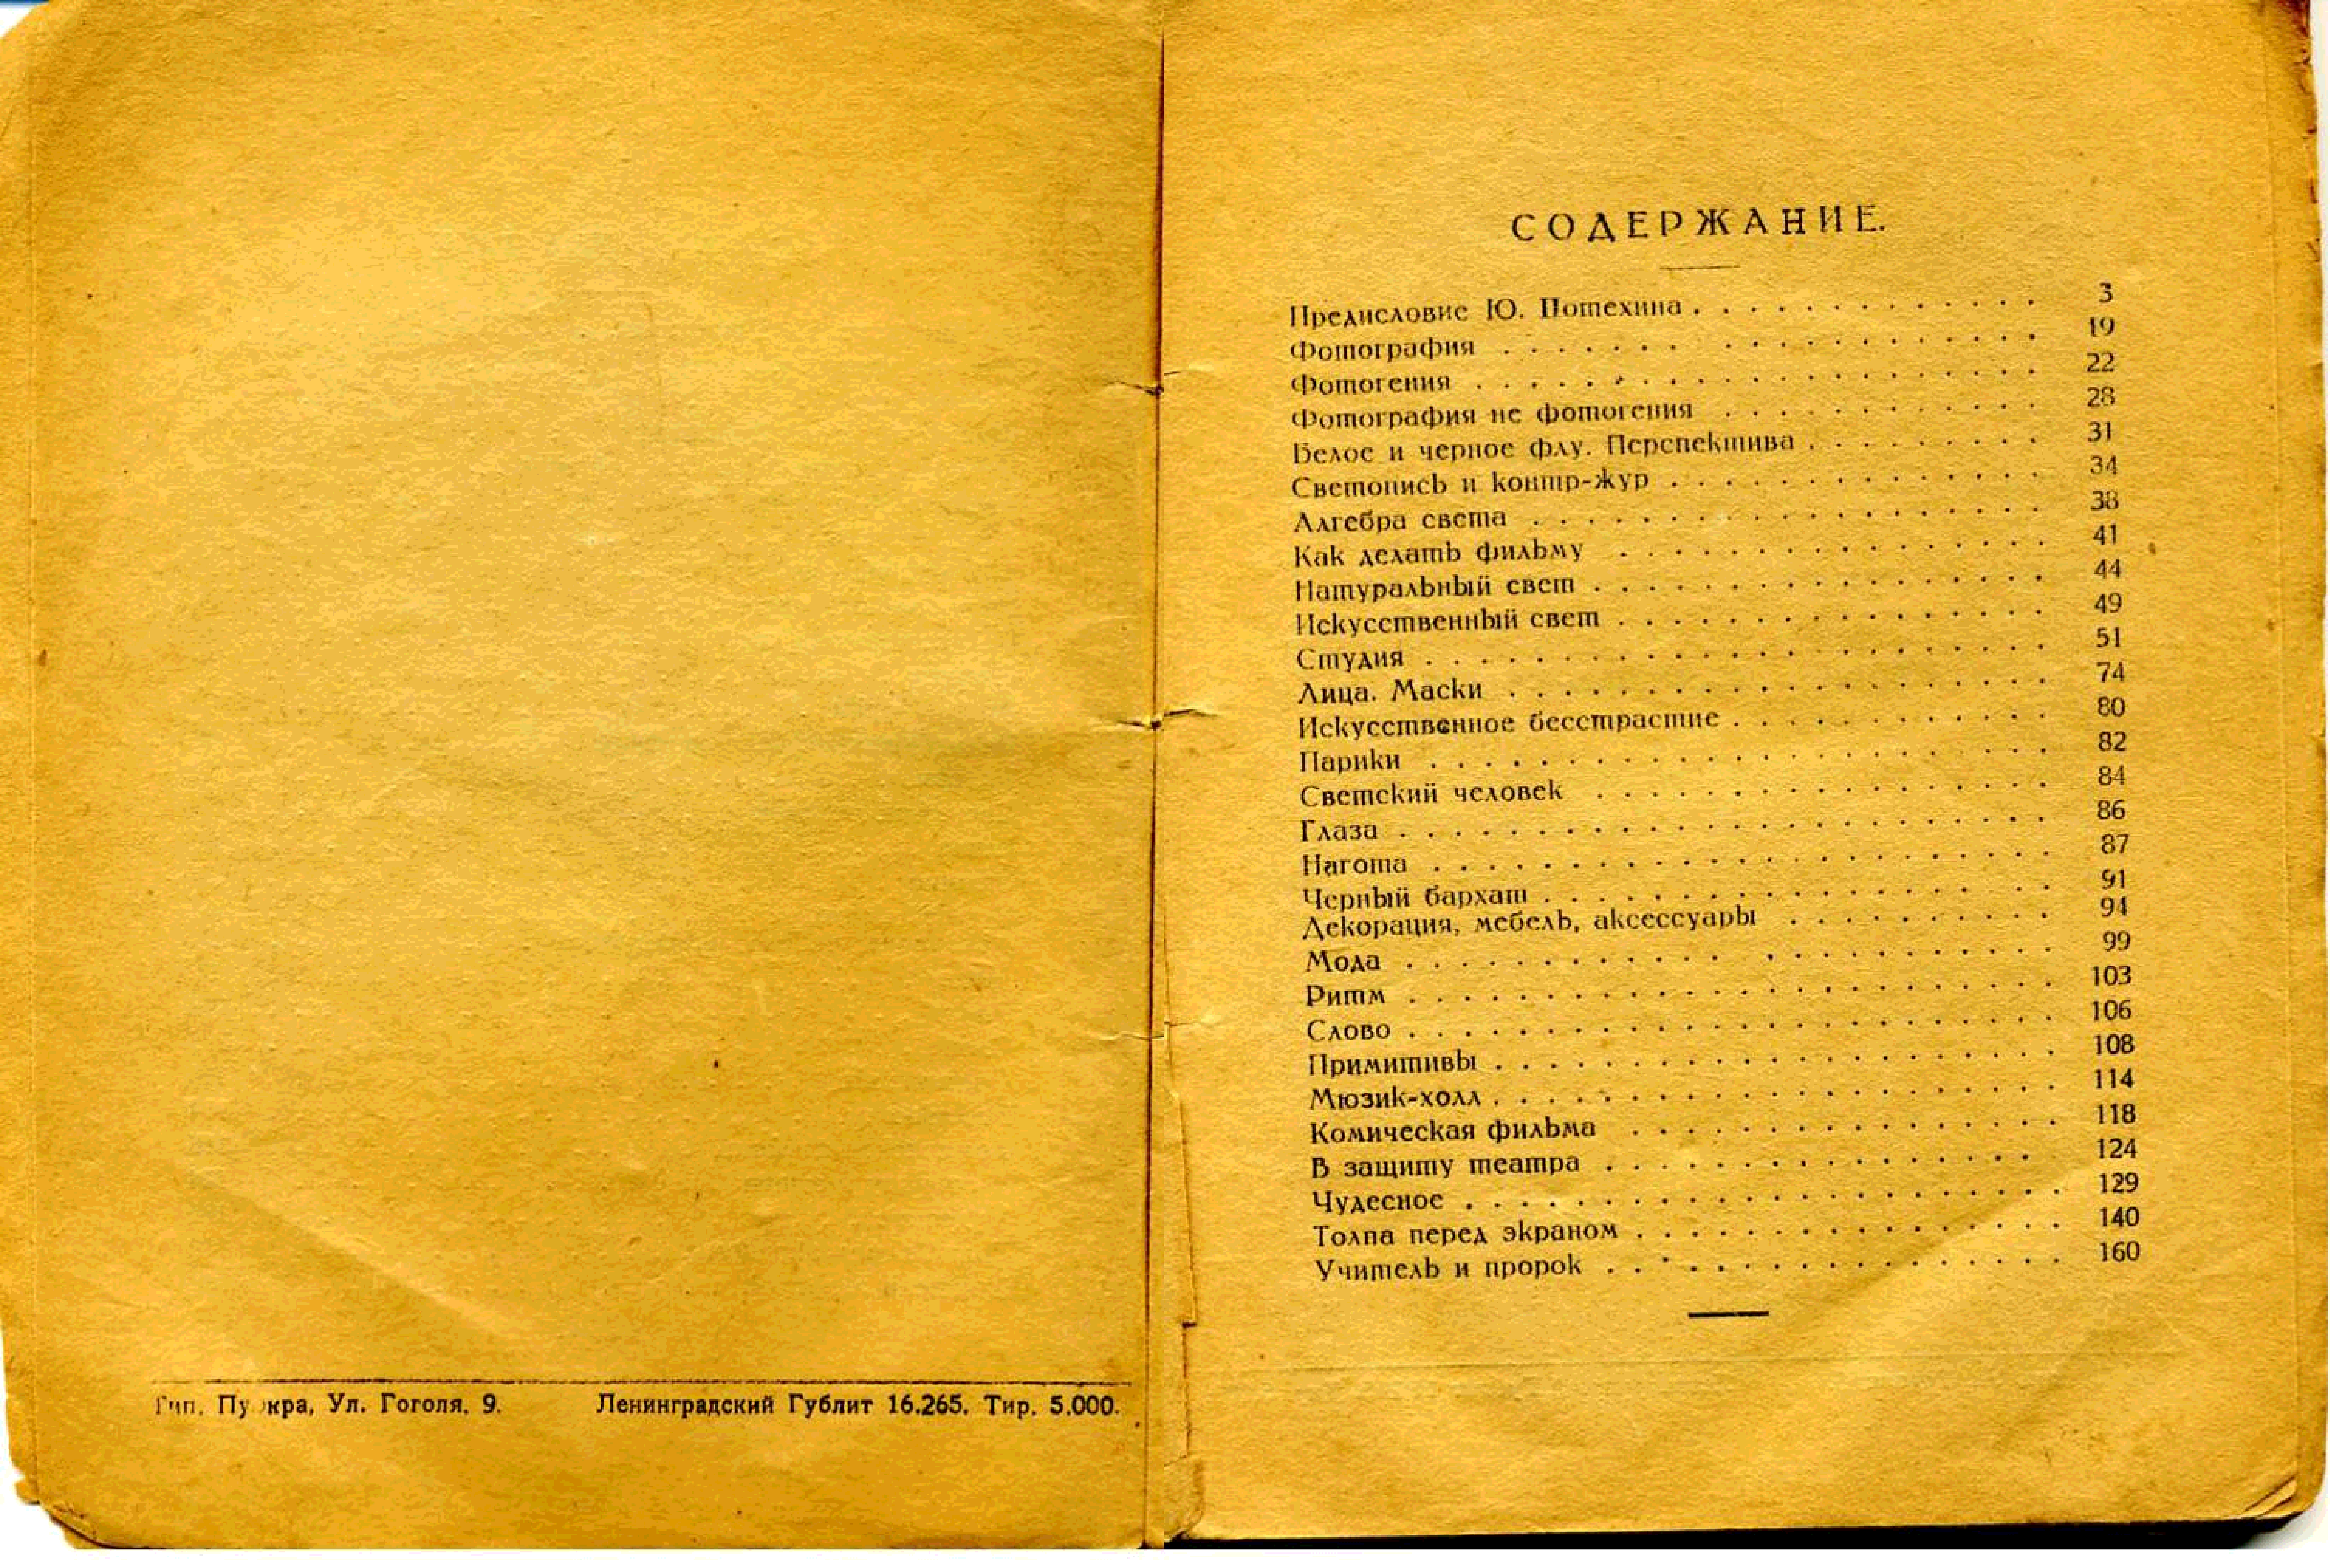 Тип. Ул. Гоголя, 9. Ленинградский Гублит 16.265. Тир. 5.000.
СОДЕРЖАНИЕ.
Предисловие Ю. Потехина . . . . . . . . . . . . . 3
Фотография . . . . . . . . . . . . . . . . . . . 19
Фотогения . . . . . . . . . . . . . . . . . . . . 22
Фотография не фотогения . . . . . . . . . . . . 28
Белое и черное флу. Перспектива . . . . . . . . . 31
Светопись и контр-жур . . . . . . . . . . . . . . 34
Алгебра света . . . . . . . . . . . . . . . . . . 38
Как делать фильму . . . . . . . . . . . . . . . . 41
Натуральный свет . . . . . . . . . . . . . . . . . 44
Искусственный свет . . . . . . . . . . . . . . . . 49
Студия . . . . . . . . . . . . . . . . . . . . . . 51
Лица. Маски . . . . . . . . . . . . . . . . . . . . 74
Искусственное бесстрастие . . . . . . . . . . . . 80
Парики . . . . . . . . . . . . . . . . . . . . . . 82
Светский человек . . . . . . . . . . . . . . . . . 84
Глаза . . . . . . . . . . . . . . . . . . . . . . . 86
Нагота . . . . . . . . . . . . . . . . . . . . . . 87
Черный бархат . . . . . . . . . . . . . . . . . . 91
Декорация, мебель, аксессуары . . . . . . . . . . 94
Мода . . . . . . . . . . . . . . . . . . . . . . . 99
Ритм . . . . . . . . . . . . . . . . . . . . . . . 103
Слово . . . . . . . . . . . . . . . . . . . . . . . 106
Примитивы . . . . . . . . . . . . . . . . . . . . 108
Мюзик-холл . . . . . . . . . . . . . . . . . . . . 114
Комическая фильма . . . . . . . . . . . . . . . . 118
В защиту театра . . . . . . . . . . . . . . . . . 124
Чудесное . . . . . . . . . . . . . . . . . . . . . 129
Толпа перед экраном . . . . . . . . . . . . . . . 140
Учитель и пророк . . . . . . . . . . . . . . . . . 160